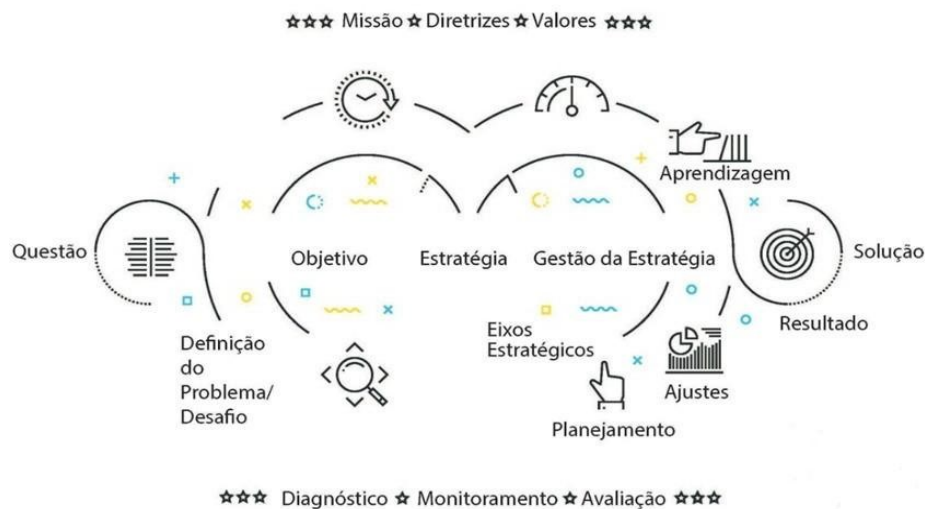 Missão Diretrizes Valores
Aprendizagem
Questão
Objetivo
Estratégia
Gestão da Estratégia
Solução
Definição
do
Problema/
Desafio
Eixos
Estratégicos
Resultado
Ajustes
Planejamento
Diagnóstico Monitoramento Avaliação